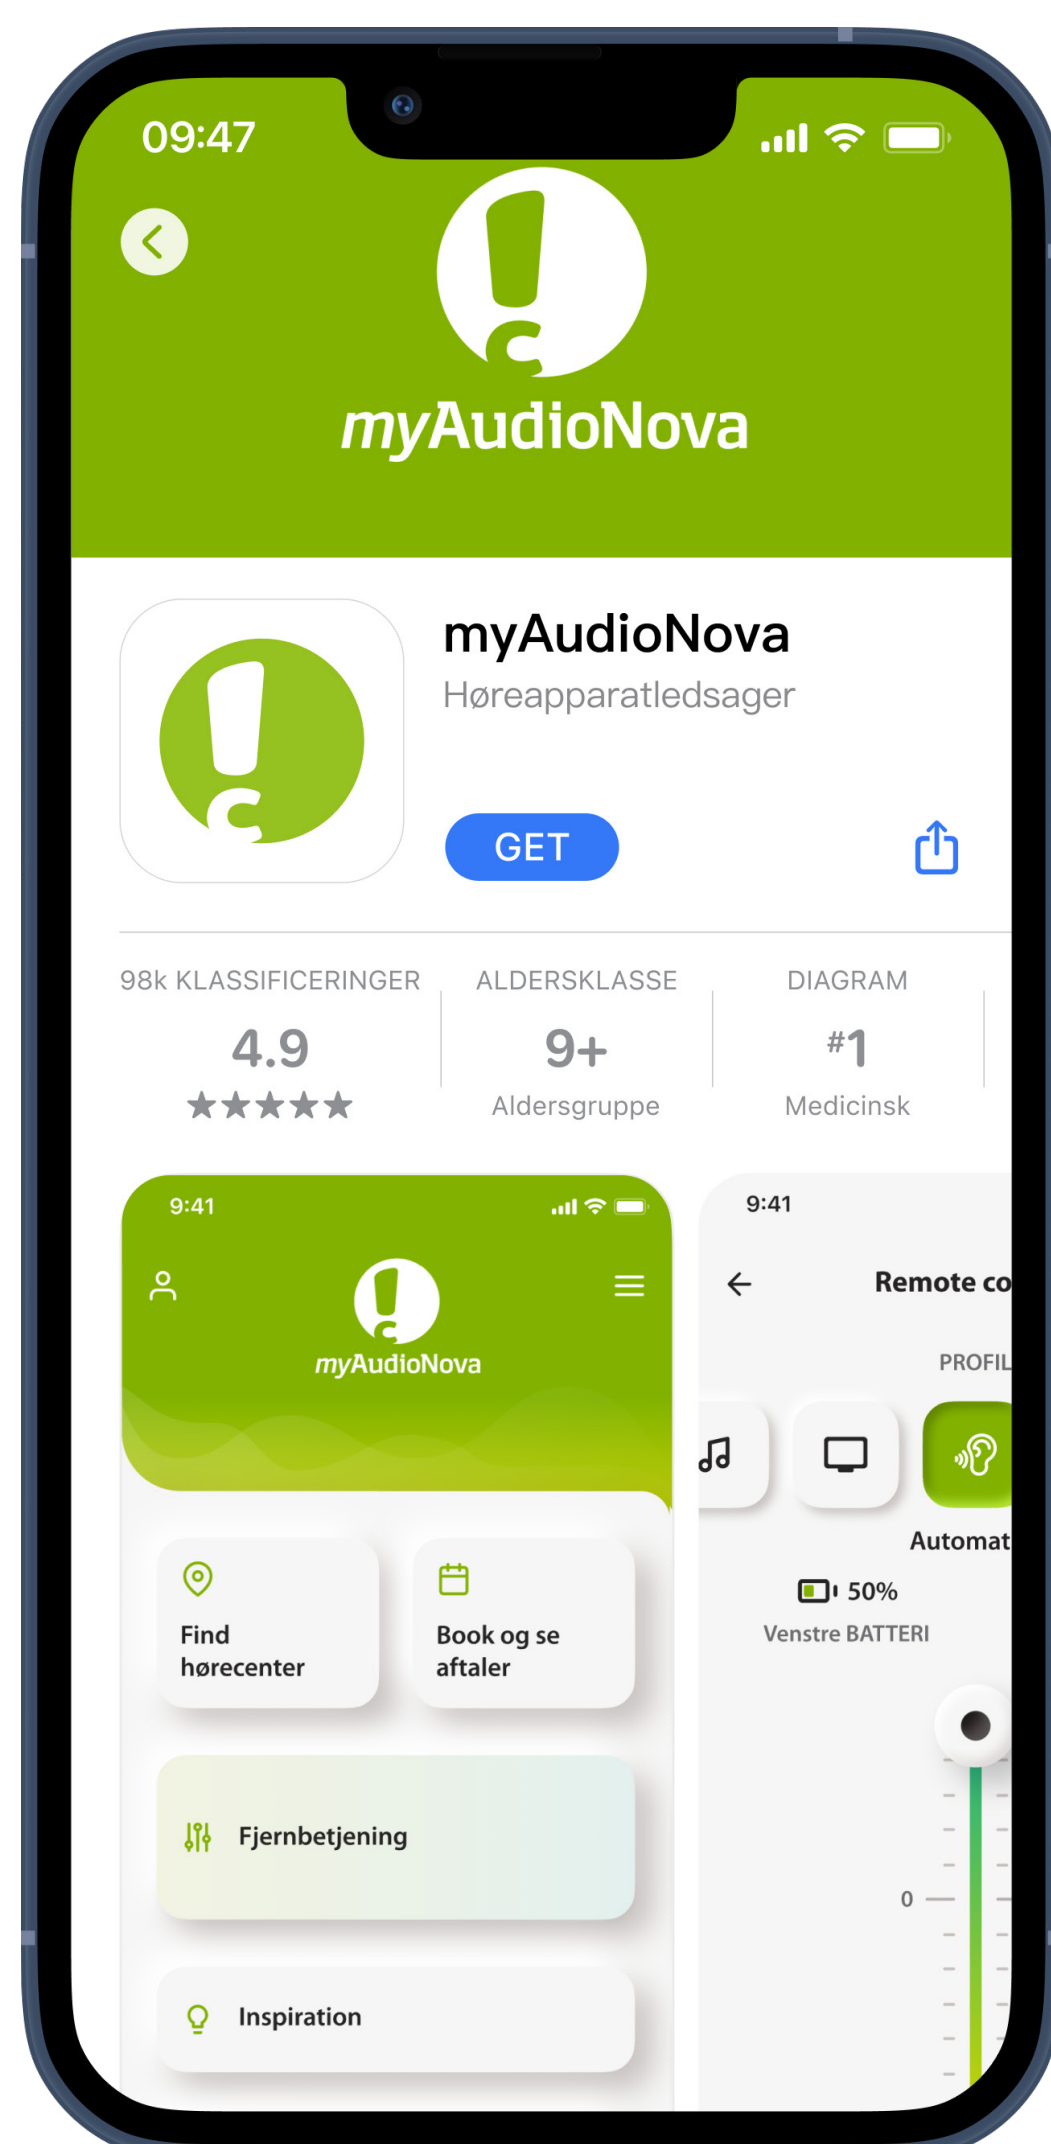 09:47
myAudioNova
myAudioNova
Høreapparatledsager
GET
98k KLASSIFICERINGER
4.9
ALDERSKLASSE
9+
Aldersgruppe
DIAGRAM
#1
Medicinsk
9:41
myAudioNova
Find
hørecenter
Book og se
aftaler
Fjernbetjening
Inspiration
9:41
Remote co
PROFIL
Automat
50%
Venstre BATTERI
0